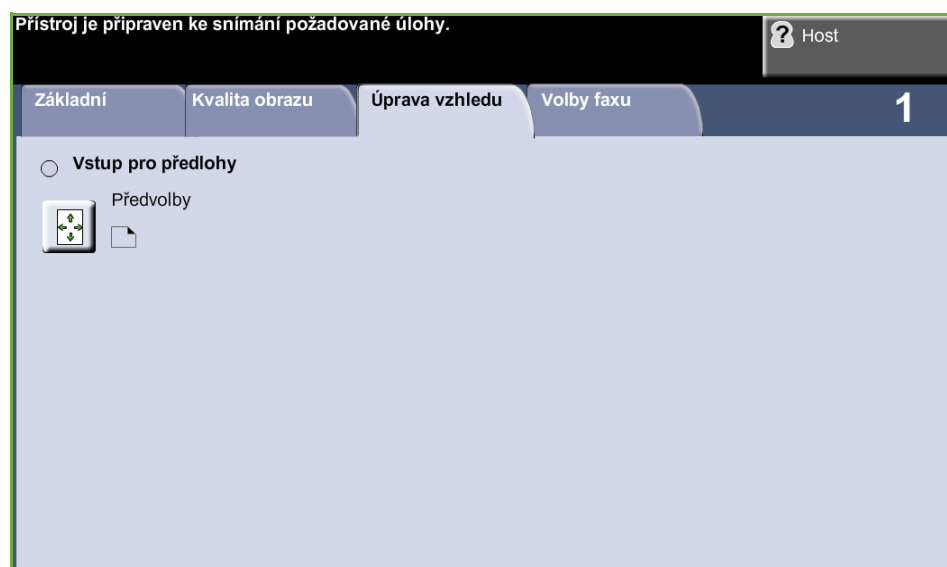 Přístroj je připraven ke snímání požadované úlohy.
? Host
Základní
Kvalita obrazu
Úprava vzhledu
Volby faxu
1
Vstup pro předlohy
Předvolby